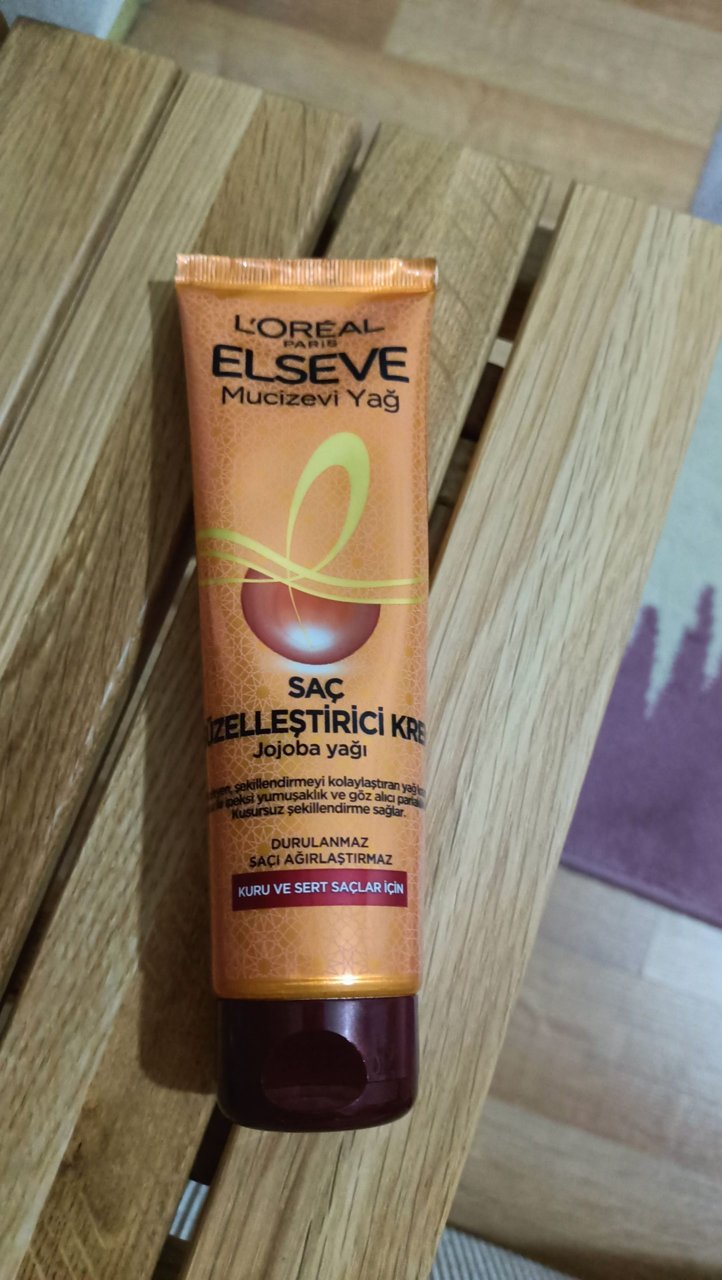 L'ORÉAL
PARIS
ELSEVE
Mucizevi Yağ
SAÇ
ÜZELLEŞTİRİCİ KRE
Jojoba yağı
şekillendirmeyi kolaylaştıran yağ
ipeksi yumuşaklık ve göz alıcı
Kusursuz şekillendirme sağlar.
DURULANMAZ
SAÇI AĞIRLAŞTIRMAZ
KURU VE SERT SAÇLAR İÇİN